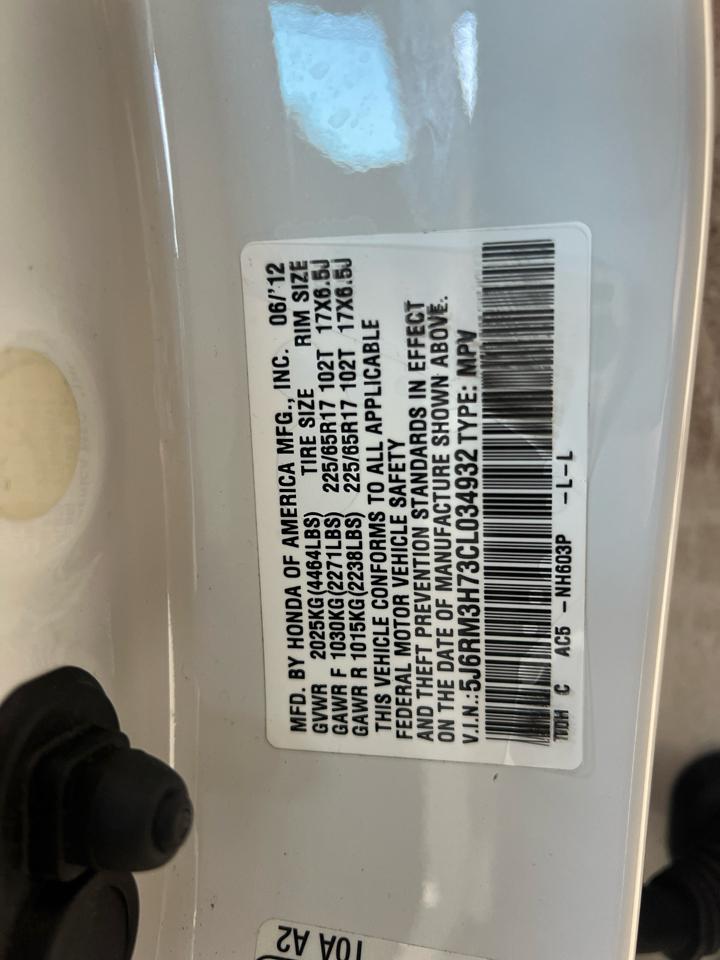 MFD. BY HONDA OF AMERICA MFG., INC. 06/'12
GVWR 2025KG(4464LBS) TIRE SIZE RIM SIZE
GAWR F 1030KG(2271LBS) 225/65R17 102T 17X6.5J
GAWR R 1015KG(2238LBS) 225/65R17 102T 17X6.5J
THIS VEHICLE CONFORMS TO ALL APPLICABLE
FEDERAL MOTOR VEHICLE SAFETY
AND THEFT PREVENTION STANDARDS IN EFFECT
ON THE DATE OF MANUFACTURE SHOWN ABOVE.
V.I.N.:5J6RM3H73CL034932 TYPE: MPV
C AC5 -NH603P -L-L
10A A2